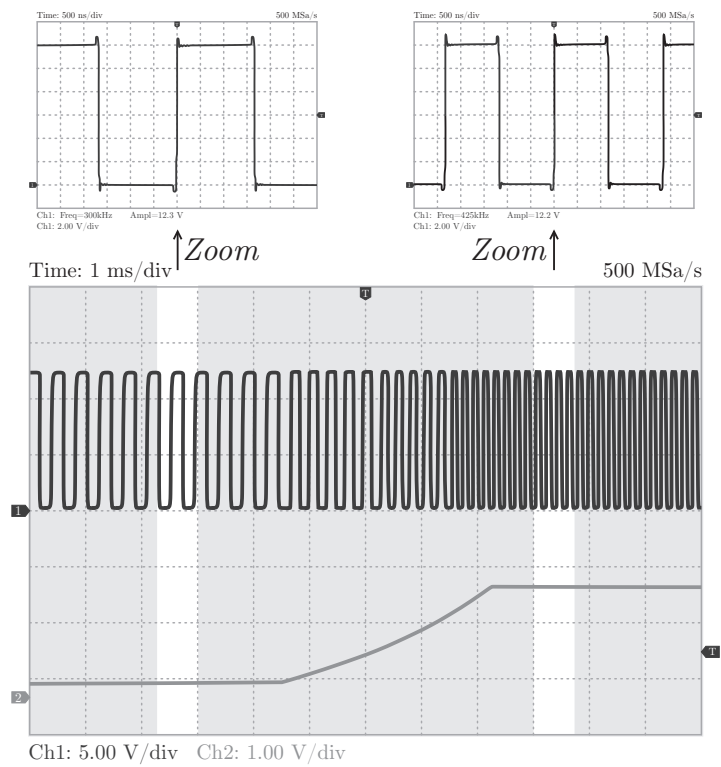 Time: 500 ns/div 500 MSa/s
T
T
1
Ch1: Freq=300kHz Ampl=12.3 V
Ch1: 2.00 V/div
Time: 500 ns/div 500 MSa/s
T
T
1
Ch1: Freq=425kHz Ampl=12.2 V
Ch1: 2.00 V/div
Zoom
Zoom
Time: 1 ms/div 500 MSa/s
T
1
T
2
Ch1: 5.00 V/div Ch2: 1.00 V/div